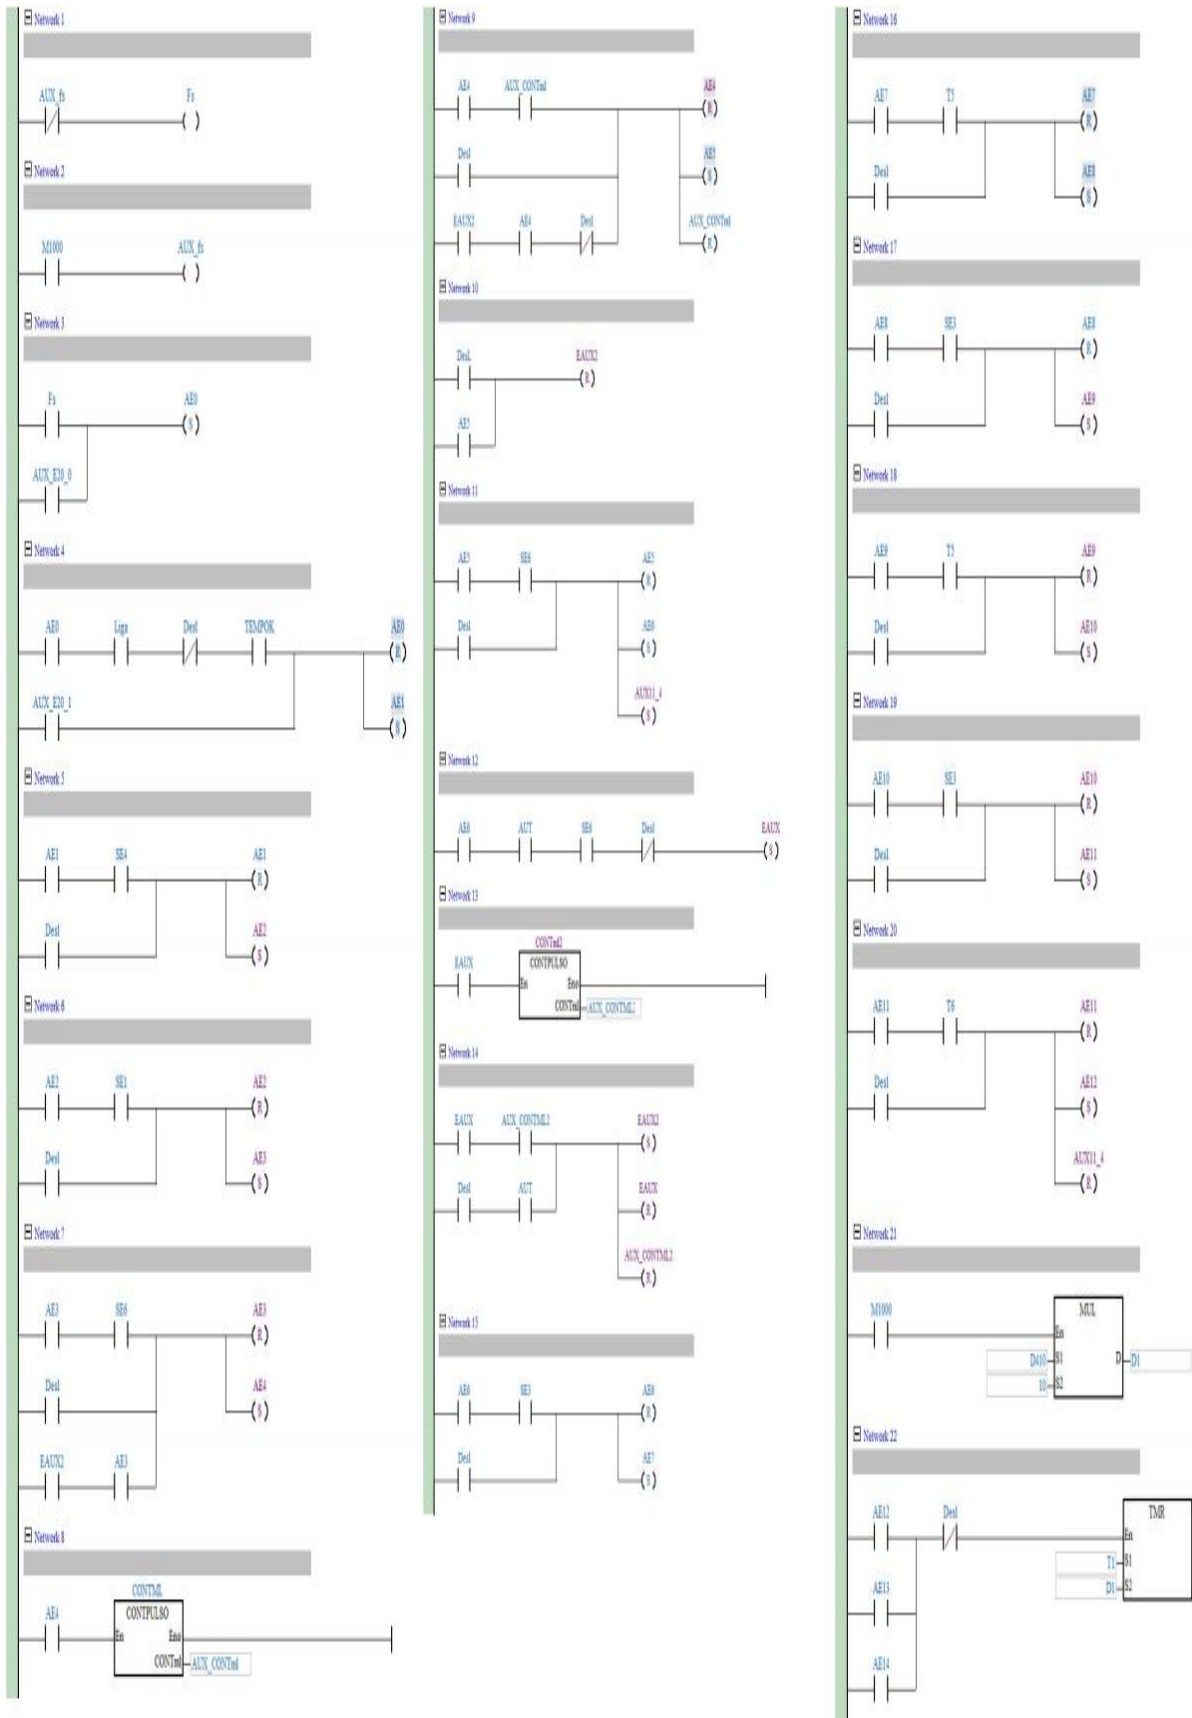 Network 1
AUX_fs Fs
Network 2
M1000 AUX_fs
Network 3
Fs AE0
S
AUX_E20_0
Network 4
AE0 Lign Desl TEMPOK AE0
R
AUX_E20_1 AE1
S
Network 5
AE1 SE4 AE1
R
Desl AE2
S
Network 6
AE2 SE1 AE2
R
Desl AE3
S
Network 7
AE3 SE6 AE3
R
Desl AE4
S
EAUX2 AE3
Network 8
CONTML
AE4 CONTPULSO
En Eno
CONTml AUX_CONTml
Network 9
AE4 AUX_CONTml AE4
R
Desl AE5
S
EAUX2 AE4 Desl AUX_CONTml
R
Network 10
Desl EAUX2
R
AE5
Network 11
AE5 SE6 AE5
R
Desl AE6
S
AUX11_4
S
Network 12
AE6 AUT SE8 Desl EAUX
S
Network 13
CONTml2
EAUX CONTPULSO
En Eno
CONTml AUX_CONTML2
Network 14
EAUX AUX_CONTML2 EAUX2
S
Desl AUT EAUX
R
AUX_CONTML2
R
Network 15
AE6 SE3 AE6
R
Desl AE7
S
Network 16
AE7 T5 AE7
R
Desl AE8
S
Network 17
AE8 SE3 AE8
R
Desl AE9
S
Network 18
AE9 T5 AE9
R
Desl AE10
S
Network 19
AE10 SE3 AE10
R
Desl AE11
S
Network 20
AE11 T6 AE11
R
Desl AE12
S
AUX11_4
R
Network 21
M1000 MUL
En
D410 S1 D D1
10 S2
Network 22
AE12 Desl TMR
En
T1 S1
AE13 D1 S2
AE14